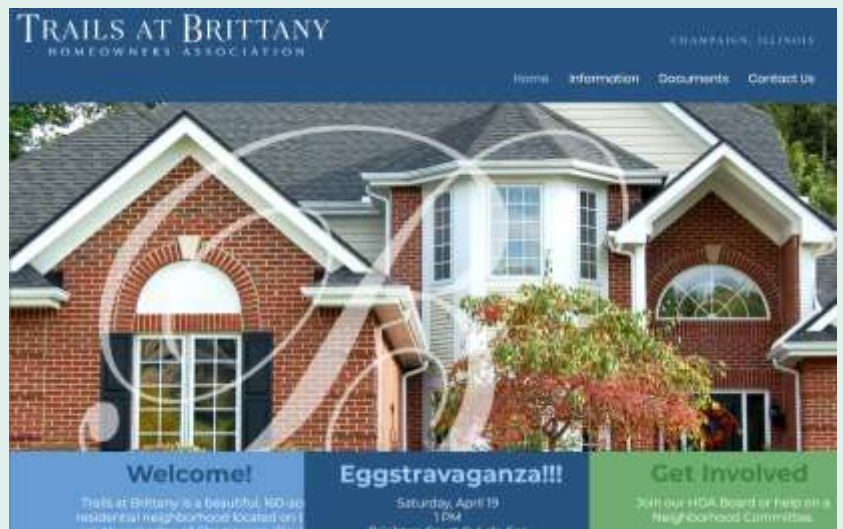 TRAILS AT BRITTANY
HOMEOWNERS ASSOCIATION
CHAMPAIGN, ILLINOIS
Home Information Documents Contact Us
B
Welcome!
Trails at Brittany is a beautiful, 160-ac
residential neighborhood located on t
Eggstravaganza!!!
Saturday, April 19
1 PM
Get Involved
Join our HOA Board or help on a
Neighborhood Committee.